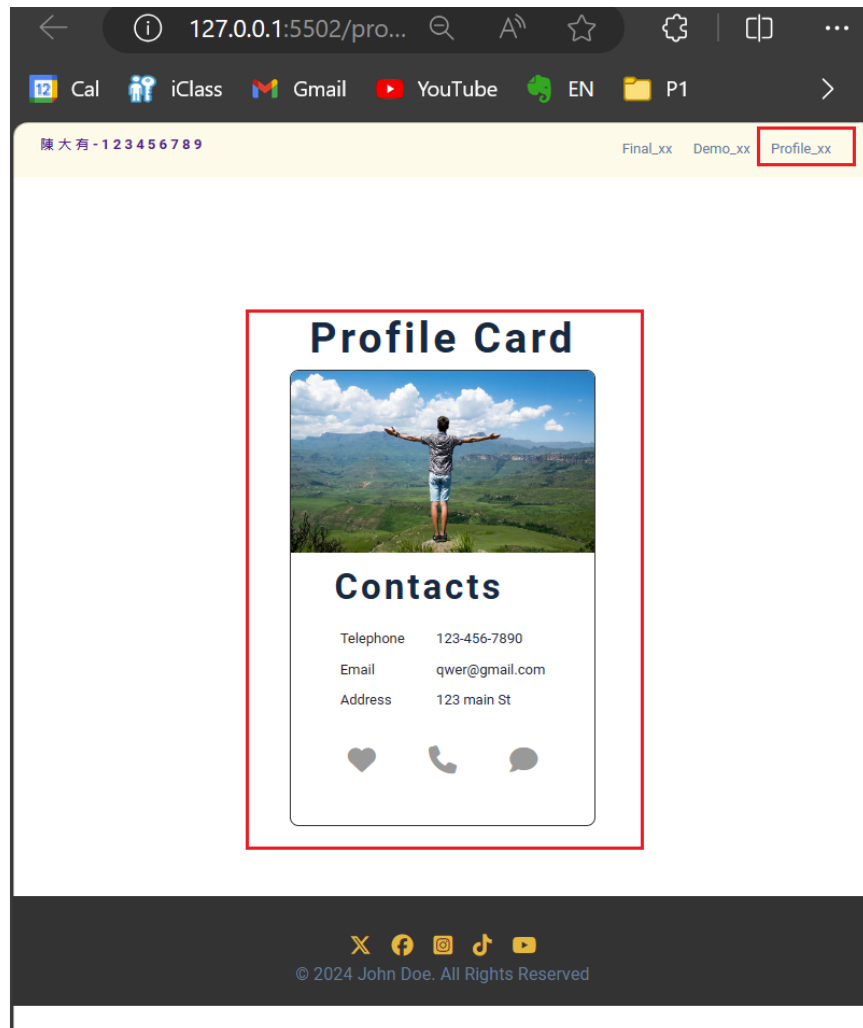 127.0.0.1:5502/pro...
12 Cal iClass Gmail YouTube EN P1
陳大有-123456789 Final_xx Demo_xx Profile_xx
Profile Card
Contacts
Telephone 123-456-7890
Email qwer@gmail.com
Address 123 main St
© 2024 John Doe. All Rights Reserved